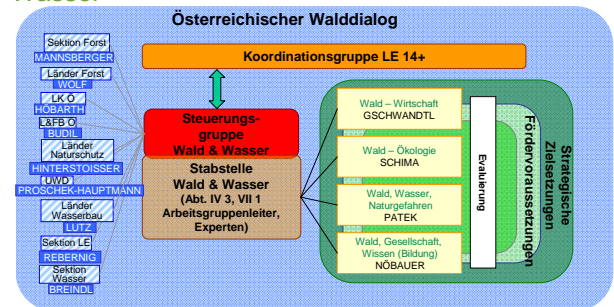 Wasser
Österreichischer Walddialog
Koordinationsgruppe LE 14+
Sektion Forst
MANNSBERGER
Länder Forst
WOLF
LK Ö
HÖBARTH
L&FB Ö
BUDIL
Länder
Naturschutz
HINTERSTOISSER
UWD
PROSCHEK-HAUPTMANN
Länder
Wasserbau
LUTZ
Sektion LE
REBERNIG
Sektion
Wasser
BREINDL
Steuerungs-
gruppe
Wald & Wasser
Stabstelle
Wald & Wasser
(Abt. IV 3, VII 1
Arbeitsgruppenleiter,
Experten)
Wald – Wirtschaft
GSCHWANDTL
Wald – Ökologie
SCHIMA
Wald, Wasser,
Naturgefahren
PATEK
Wald, Gesellschaft,
Wissen (Bildung)
NÖBAUER
Evaluierung
Fördervoraussetzungen
Strategische
Zielsetzungen